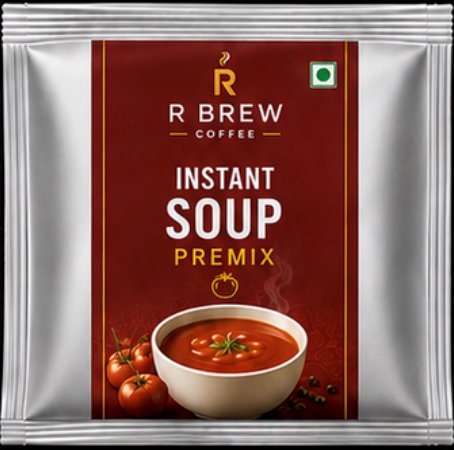 R
R BREW
COFFEE
INSTANT
SOUP
PREMIX